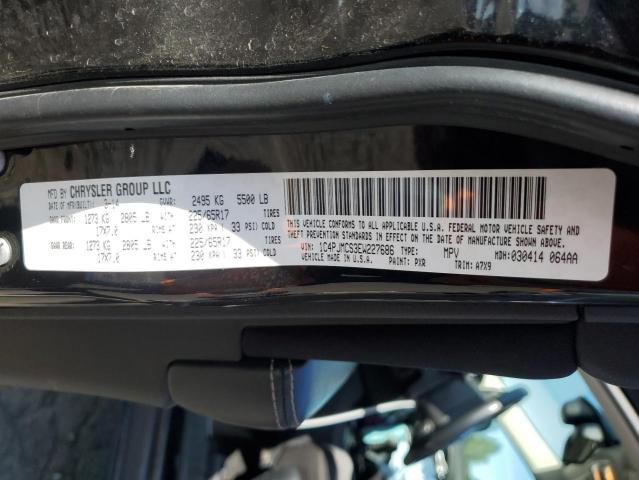 MFD BY CHRYSLER GROUP LLC
DATE OF MFR(BUILT): 3-14 GVWR: 2495 KG 5500 LB
GAWR FRONT: 1273 KG 2805 LB WITH 225/65R17 TIRES
17X7.0 RIMS AT 230 KPA/ 33 PSI COLD
GAWR REAR: 1273 KG 2805 LB WITH 225/65R17 TIRES
17X7.0 RIMS AT 230 KPA/ 33 PSI COLD
THIS VEHICLE CONFORMS TO ALL APPLICABLE U.S.A. FEDERAL MOTOR VEHICLE SAFETY AND THEFT
PREVENTION STANDARDS IN EFFECT ON THE DATE OF MANUFACTURE SHOWN ABOVE.
VIN: 1C4PJMCS3EW227686 TYPE: MPV MDH: 030414 064AA
VEHICLE MADE IN U.S.A. PAINT: PXR TRIM: A7X9